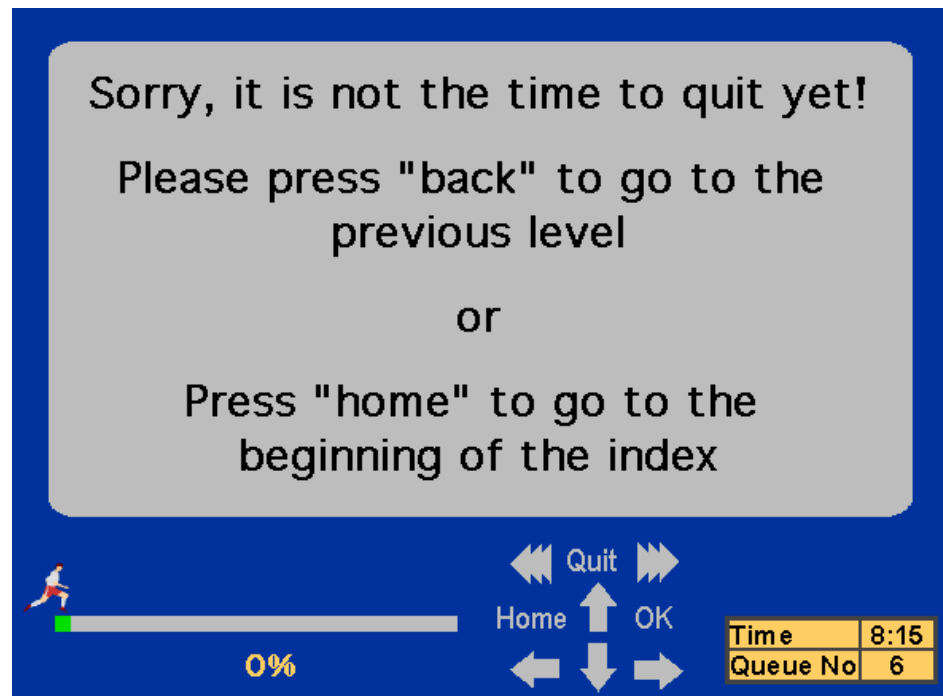 Sorry, it is not the time to quit yet!
Please press "back" to go to the
previous level
or
Press "home" to go to the
beginning of the index
Quit
Home OK
0%
Time 8:15
Queue No 6